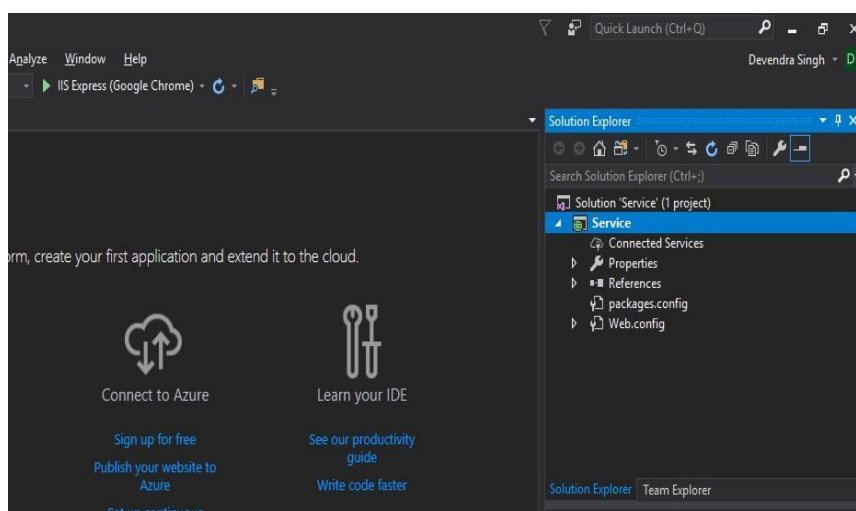 Quick Launch (Ctrl+Q)
Analyze Window Help
Devendra Singh D
IIS Express (Google Chrome)
Solution Explorer
Search Solution Explorer (Ctrl+;)
Solution 'Service' (1 project)
Service
Connected Services
Properties
References
packages.config
Web.config
orm, create your first application and extend it to the cloud.
Connect to Azure
Sign up for free
Publish your website to
Azure
Learn your IDE
See our productivity
guide
Write code faster
Solution Explorer Team Explorer